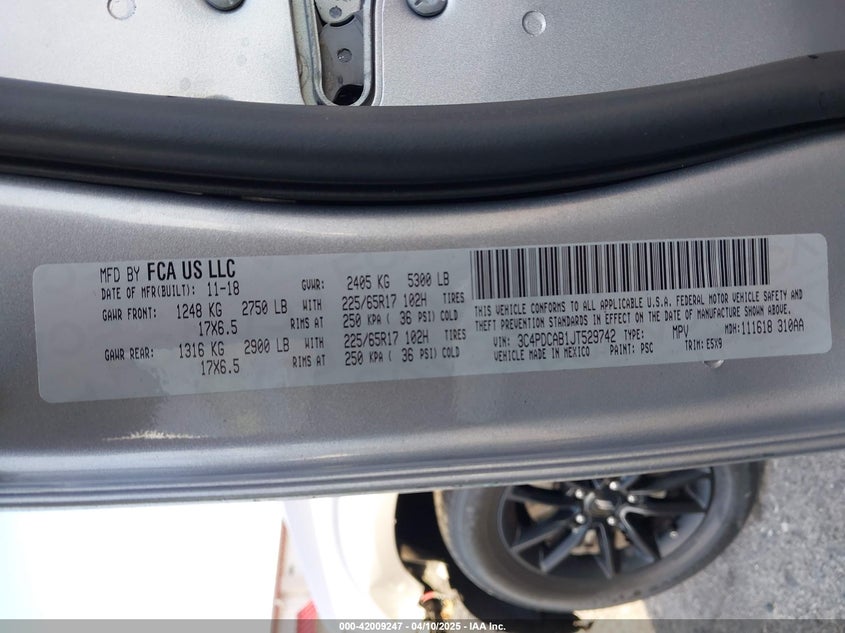 MFD BY FCA US LLC
DATE OF MFR(BUILT): 11-18 GVWR: 2405 KG 5300 LB
GAWR FRONT: 1248 KG 2750 LB WITH 225/65R17 102H TIRES
17X6.5 RIMS AT 250 KPA ( 36 PSI) COLD
GAWR REAR: 1316 KG 2900 LB WITH 225/65R17 102H TIRES
17X6.5 RIMS AT 250 KPA ( 36 PSI) COLD
THIS VEHICLE CONFORMS TO ALL APPLICABLE U.S.A. FEDERAL MOTOR VEHICLE SAFETY AND
THEFT PREVENTION STANDARDS IN EFFECT ON THE DATE OF MANUFACTURE SHOWN ABOVE.
VIN: 3C4PDCAB1JT529742 TYPE: MPV MDH: 111618 310AA
VEHICLE MADE IN MEXICO PAINT: PSC TRIM: E5X9
000-42009247 - 04/10/2025 - IAA Inc.